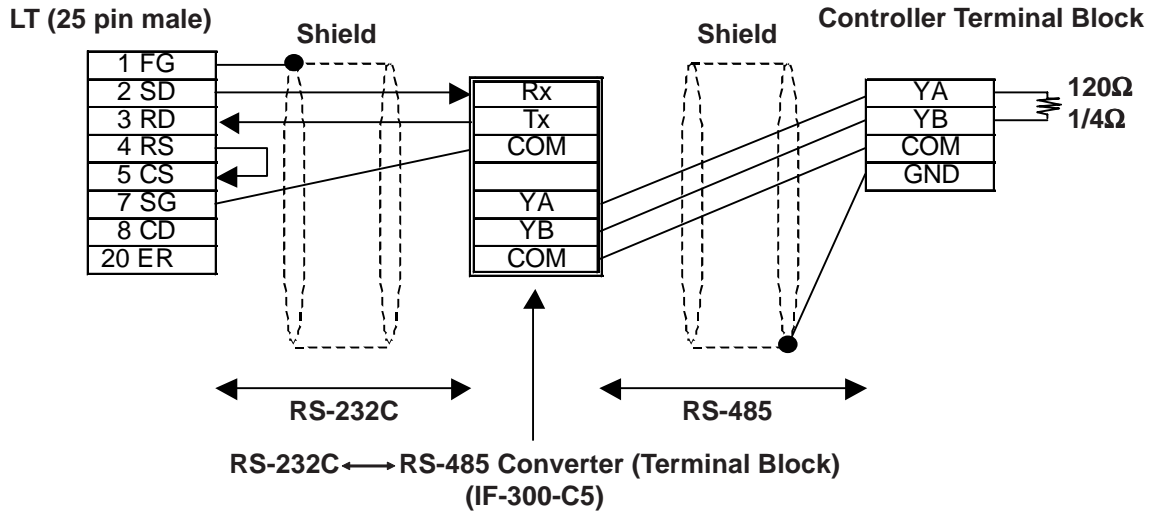 LT (25 pin male)
Shield
Shield
Controller Terminal Block
1 FG
2 SD
3 RD
4 RS
5 CS
7 SG
8 CD
20 ER
Rx
Tx
COM
YA
YB
COM
YA
YB
COM
GND
120Ω
1/4Ω
RS-232C
RS-485
RS-232C ←→ RS-485 Converter (Terminal Block)
(IF-300-C5)